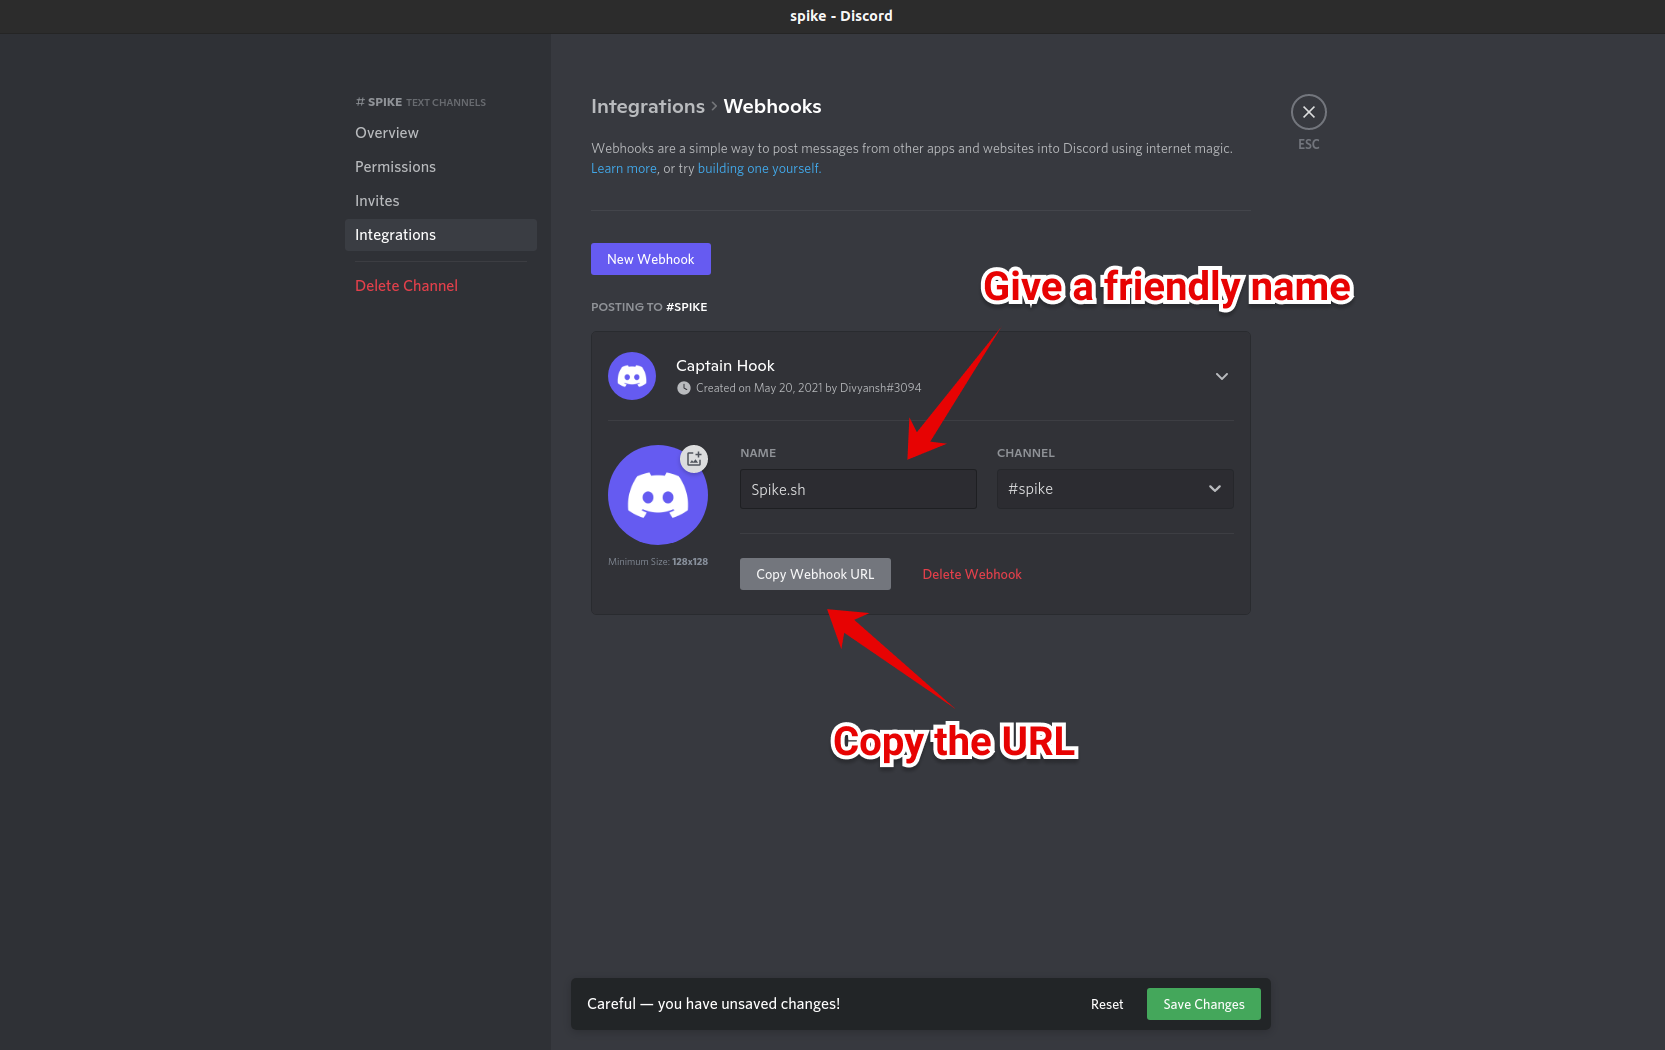 spike - Discord
# SPIKE TEXT CHANNELS
Overview
Permissions
Invites
Integrations
Delete Channel
Integrations > Webhooks
ESC
Webhooks are a simple way to post messages from other apps and websites into Discord using internet magic.
Learn more, or try building one yourself.
New Webhook
Give a friendly name
POSTING TO #SPIKE
Captain Hook
Created on May 20, 2021 by Divyansh#3094
NAME
CHANNEL
Spike.sh
#spike
Minimum Size: 128x128
Copy Webhook URL
Delete Webhook
Copy the URL
Careful — you have unsaved changes!
Reset
Save Changes